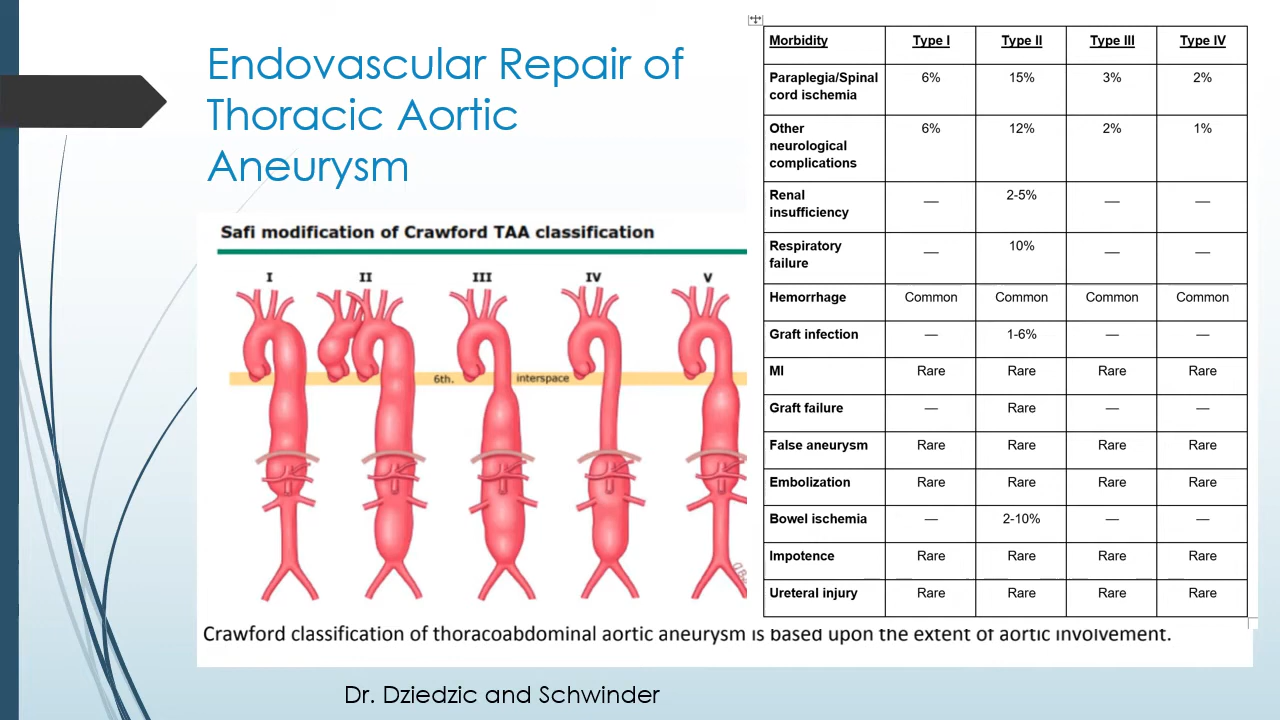 Endovascular Repair of
Thoracic Aortic
Aneurysm
Safi modification of Crawford TAA classification
I II III IV V
6th. interspace
Morbidity Type I Type II Type III Type IV
Paraplegia/Spinal
cord ischemia 6% 15% 3% 2%
Other
neurological
complications 6% 12% 2% 1%
Renal
insufficiency — 2-5% — —
Respiratory
failure — 10% — —
Hemorrhage Common Common Common Common
Graft infection — 1-6% — —
MI Rare Rare Rare Rare
Graft failure — Rare — —
False aneurysm Rare Rare Rare Rare
Embolization Rare Rare Rare Rare
Bowel ischemia — 2-10% — —
Impotence Rare Rare Rare Rare
Ureteral injury Rare Rare Rare Rare
Crawford classification of thoracoabdominal aortic aneurysm is based upon the extent of aortic involvement.
Dr. Dziedzic and Schwinder